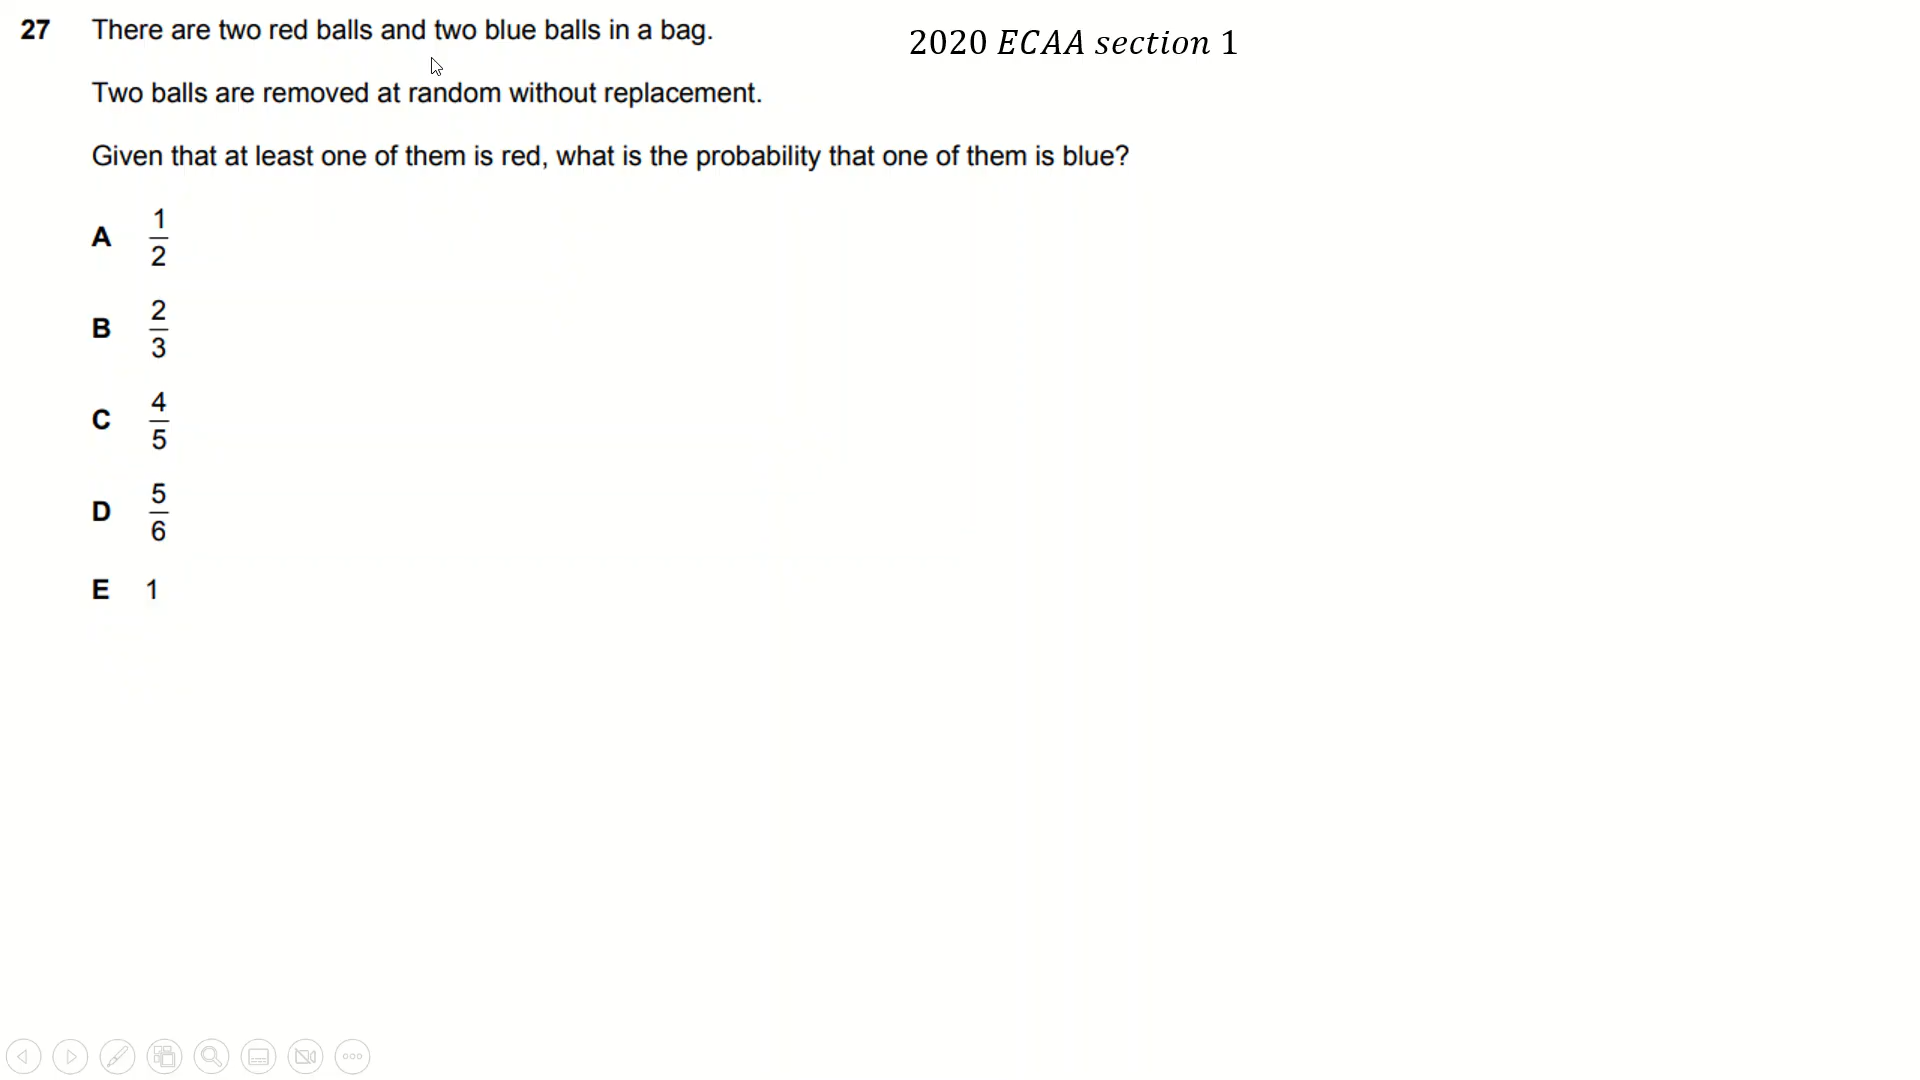 27 There are two red balls and two blue balls in a bag.
2020 ECAA section 1
Two balls are removed at random without replacement.
Given that at least one of them is red, what is the probability that one of them is blue?
A 1/2
B 2/3
C 4/5
D 5/6
E 1